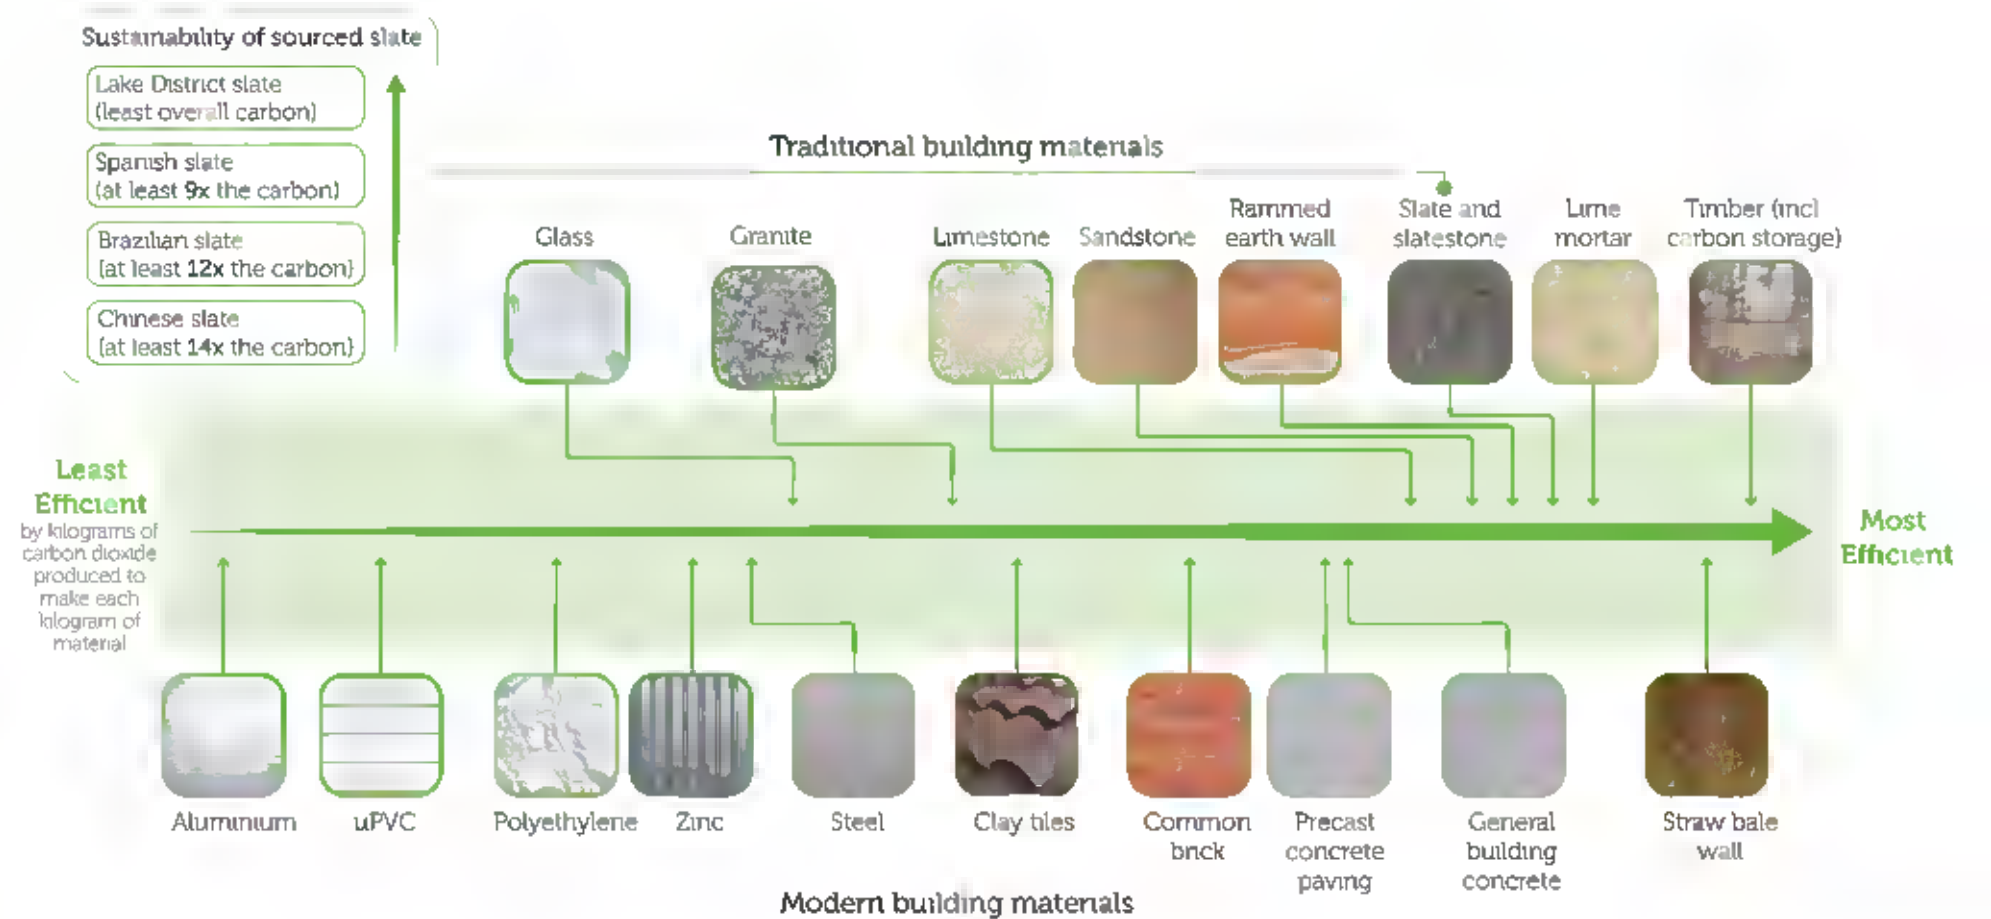 Sustainability of sourced slate
Lake District slate
(least overall carbon)
Spanish slate
(at least 9x the carbon)
Brazilian slate
(at least 12x the carbon)
Chinese slate
(at least 14x the carbon)
Traditional building materials
Glass
Granite
Limestone
Sandstone
Rammed
earth wall
Slate and
slatestone
Lime
mortar
Timber (incl
carbon storage)
Least
Efficient
by kilograms of
carbon dioxide
produced to
make each
kilogram of
material
Most
Efficient
Aluminium
uPVC
Polyethylene
Zinc
Steel
Clay tiles
Common
brick
Precast
concrete
paving
General
building
concrete
Straw bale
wall
Modern building materials